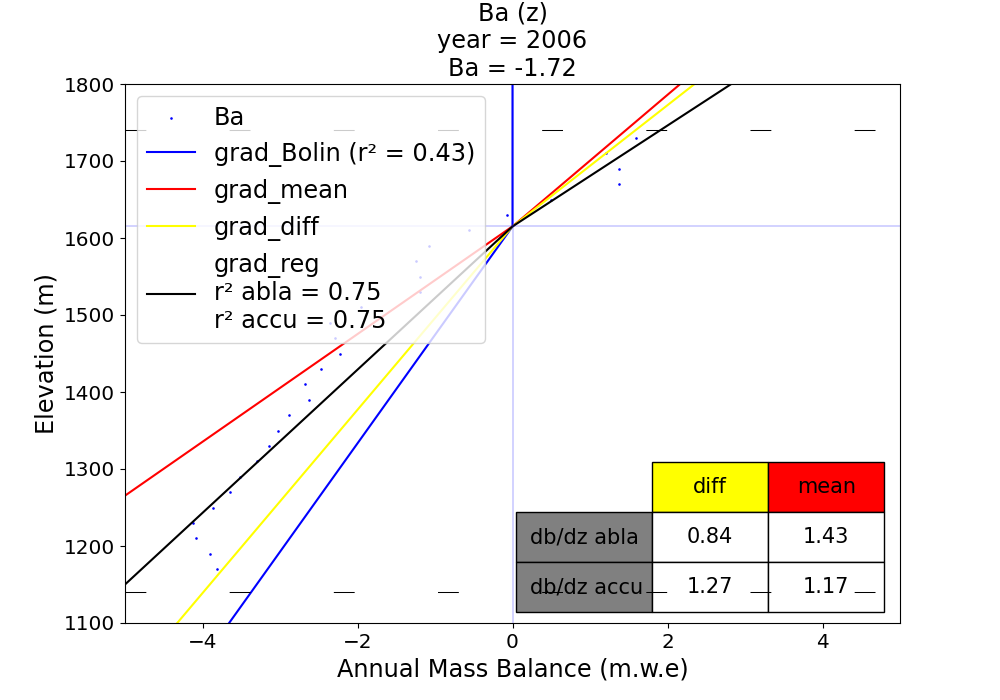 Ba (z)
year = 2006
Ba = -1.72
1800
1700
1600
1500
1400
1300
1200
1100
Elevation (m)
Ba
grad_Bolin (r² = 0.43)
grad_mean
grad_diff
grad_reg
r² abla = 0.75
r² accu = 0.75
diff mean
db/dz abla 0.84 1.43
db/dz accu 1.27 1.17
−4 −2 0 2 4
Annual Mass Balance (m.w.e)